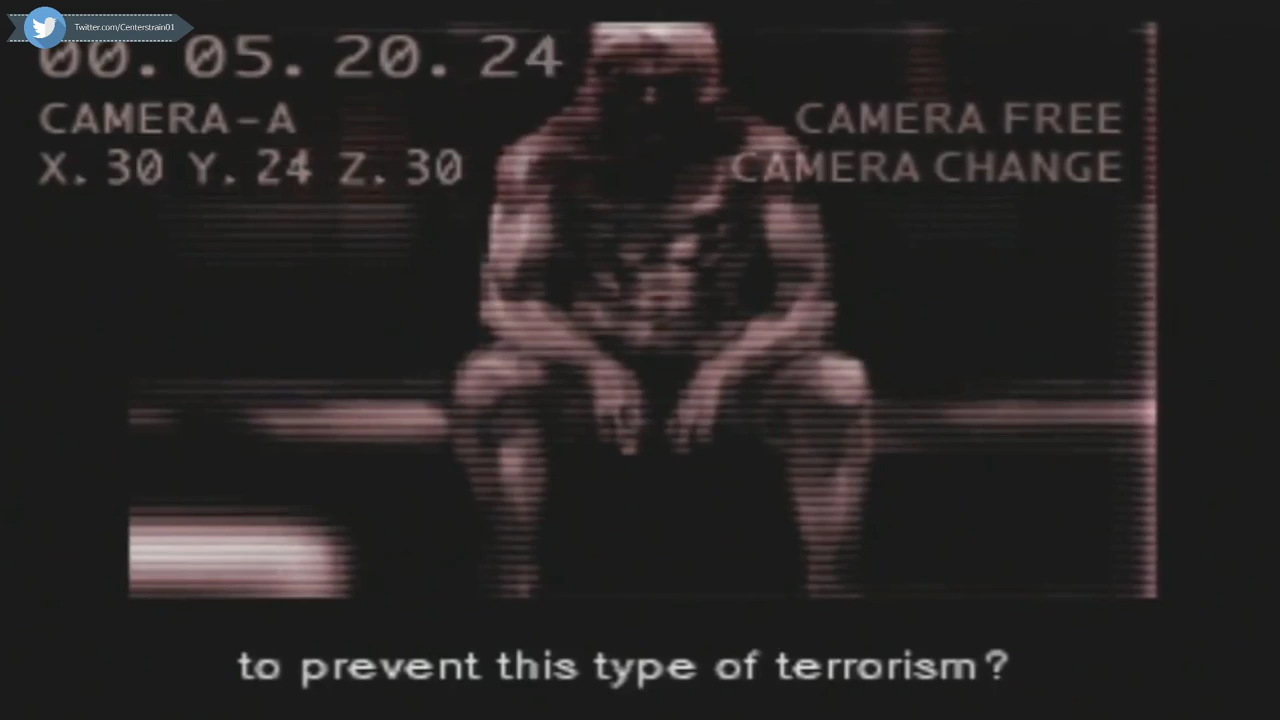 Twitter.com/Centerstrain01
00.05.20.24
CAMERA-A
CAMERA FREE
X.30 Y.24 Z.30
CAMERA CHANGE
to prevent this type of terrorism?